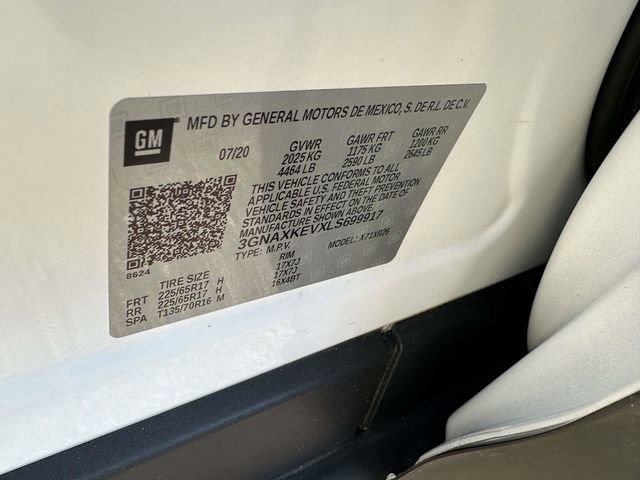 GM
MFD BY GENERAL MOTORS DE MEXICO, S. DE R.L. DE C.V.
07/20 GVWR GAWR FRT GAWR RR
2025 KG 1175 KG 1200 KG
4464 LB 2590 LB 2645 LB
THIS VEHICLE CONFORMS TO ALL
APPLICABLE U.S. FEDERAL MOTOR
VEHICLE SAFETY AND THEFT PREVENTION
STANDARDS IN EFFECT ON THE DATE OF
MANUFACTURE SHOWN ABOVE.
3GNAXKEVXLS699917
TYPE: M.P.V. MODEL: X71XR26
8624
TIRE SIZE RIM
FRT 225/65R17 H 17X7J
RR 225/65R17 H 17X7J
SPA T135/70R16 M 16X4BT